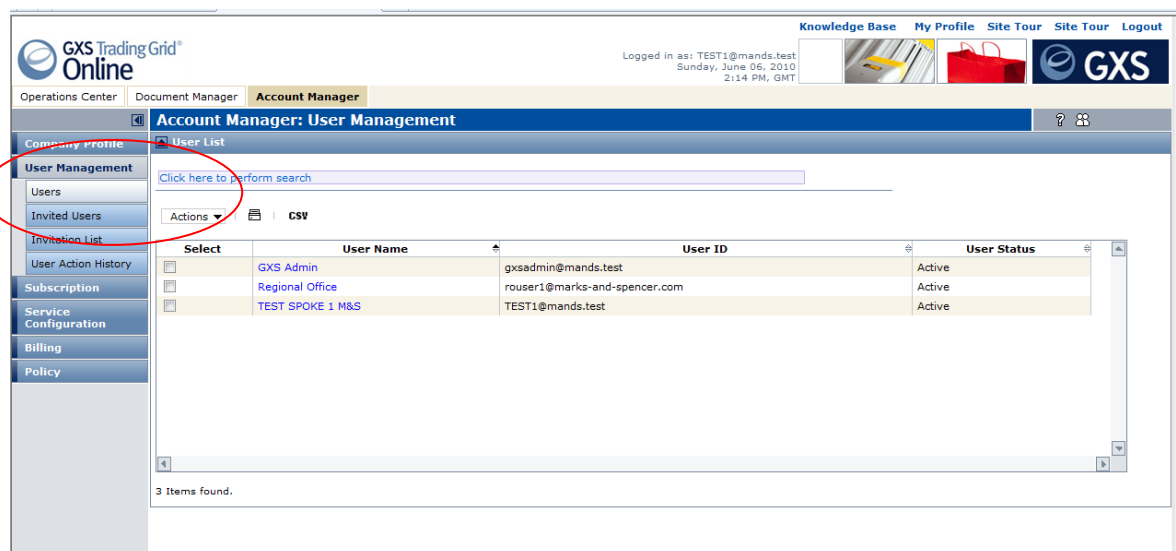 Knowledge Base My Profile Site Tour Site Tour Logout
GXS Trading Grid®
Online
Logged in as: TEST1@mands.test
Sunday, June 06, 2010
2:14 PM, GMT
GXS
Operations Center Document Manager Account Manager
Account Manager: User Management ?
Company Profile
User Management
Users
Invited Users
Invitation List
User Action History
Subscription
Service
Configuration
Billing
Policy
User List
Click here to perform search
Actions CSV
Select User Name User ID User Status
GXS Admin gxsadmin@mands.test Active
Regional Office rouser1@marks-and-spencer.com Active
TEST SPOKE 1 M&S TEST1@mands.test Active
3 Items found.